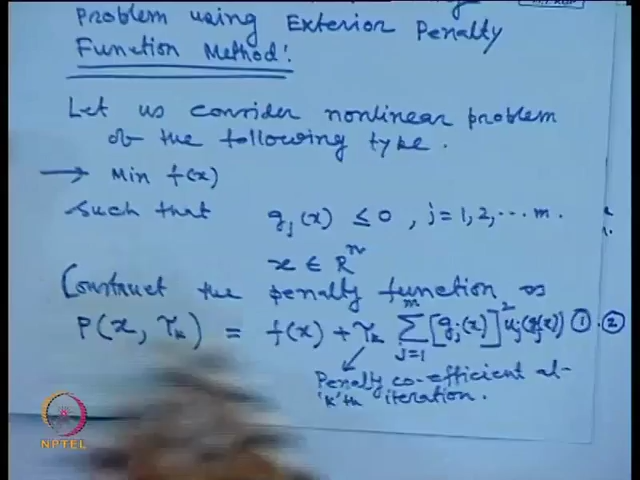 Problem using Exterior Penalty
Function Method:
Let us consider nonlinear problem
of the following type.
→ Min f(x)
Such that g_j(x) ≤ 0, j = 1, 2, ... m.
x ∈ R^n
Construct the penalty function as
P(x, r_k) = f(x) + r_k ∑_{j=1}^{m} [g_j(x)]^2 u_j(g_j(x)) ① · ②
Penalty co-efficient at
'k'th iteration.
NPTEL